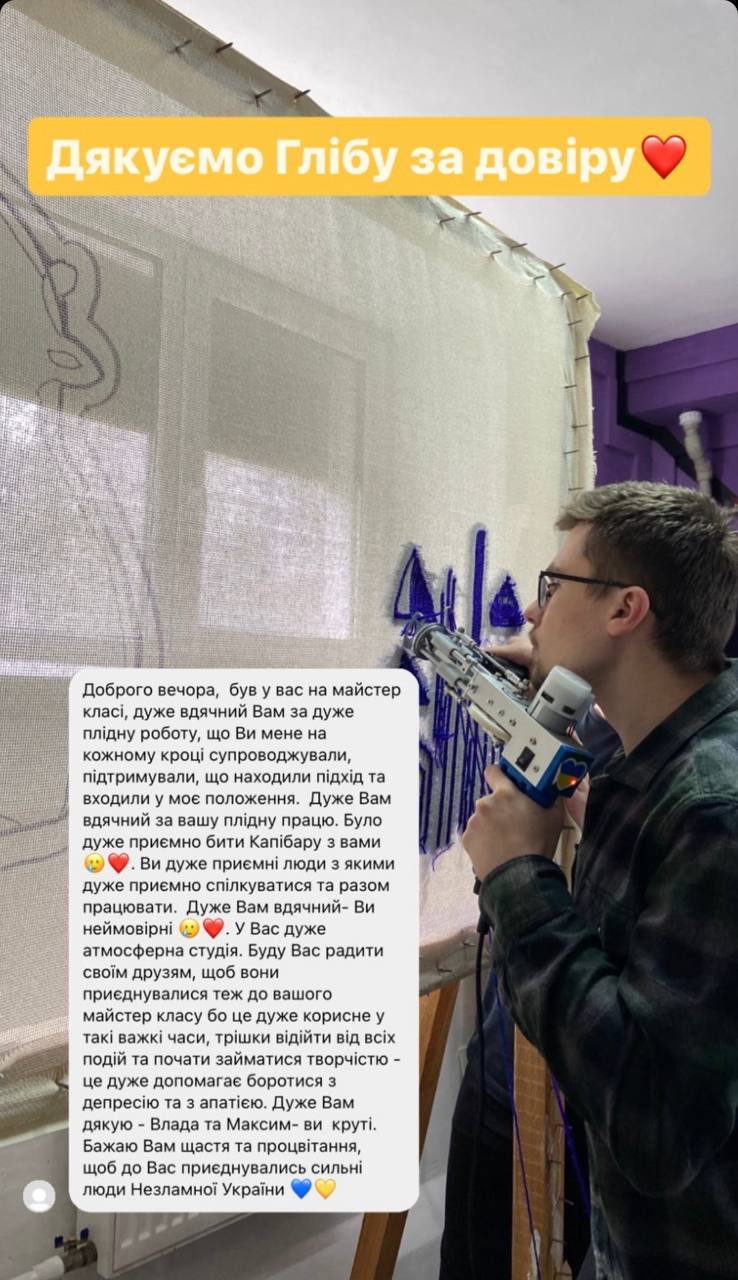 Дякуємо Глібу за довіру❤️
Доброго вечора,  був у вас на майстер
класі, дуже вдячний Вам за дуже
плідну роботу, що Ви мене на
кожному кроці супроводжували,
підтримували, що находили підхід та
входили у моє положення.  Дуже Вам
вдячний за вашу плідну працю. Було
дуже приємно бити Капібару з вами
🥲❤️. Ви дуже приємні люди з якими
дуже приємно спілкуватися та разом
працювати.  Дуже Вам вдячний- Ви
неймовірні 🥲❤️. У Вас дуже
атмосферна студія. Буду Вас радити
своїм друзям, щоб вони
приєднувалися теж до вашого
майстер класу бо це дуже корисне у
такі важкі часи, трішки відійти від всіх
подій та почати займатися творчістю -
це дуже допомагає боротися з
депресію та з апатією. Дуже Вам
дякую - Влада та Максим- ви  круті.
Бажаю Вам щастя та процвітання,
щоб до Вас приєднувались сильні
люди Незламної України 💙💛